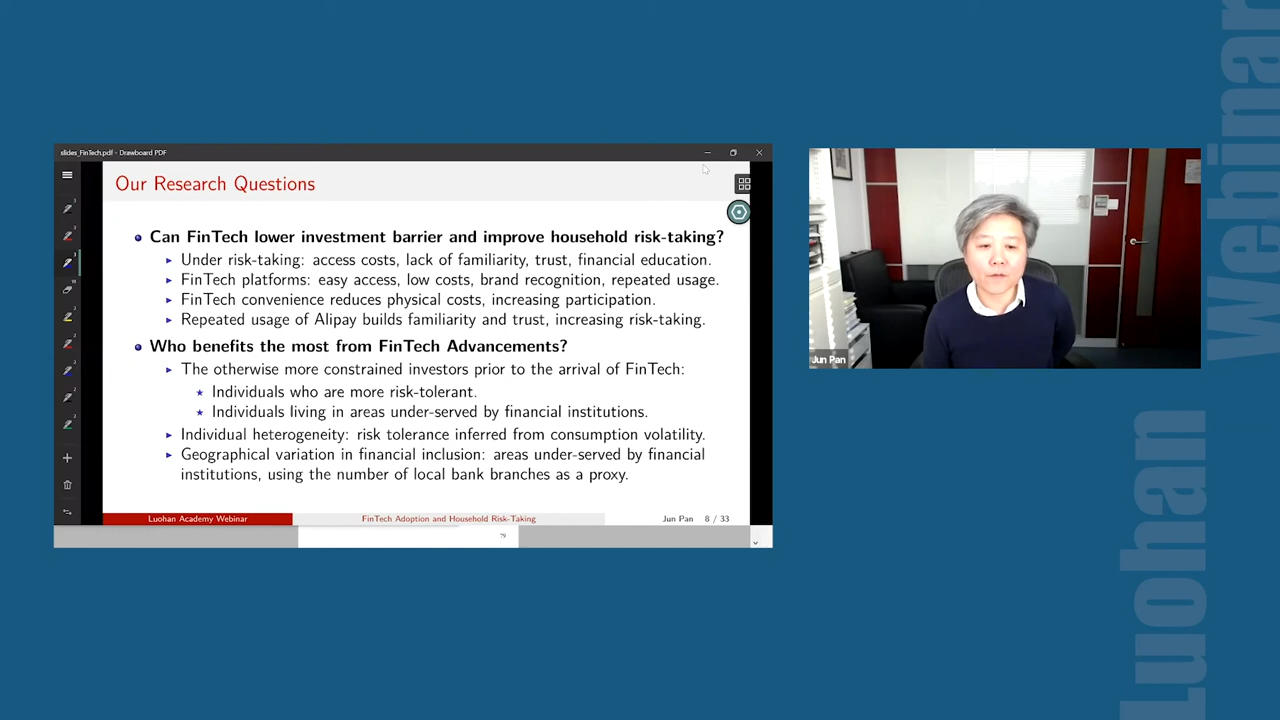 slides_FinTech.pdf - Drawboard PDF
Our Research Questions
Can FinTech lower investment barrier and improve household risk-taking?
Under risk-taking: access costs, lack of familiarity, trust, financial education.
FinTech platforms: easy access, low costs, brand recognition, repeated usage.
FinTech convenience reduces physical costs, increasing participation.
Repeated usage of Alipay builds familiarity and trust, increasing risk-taking.
Who benefits the most from FinTech Advancements?
The otherwise more constrained investors prior to the arrival of FinTech:
Individuals who are more risk-tolerant.
Individuals living in areas under-served by financial institutions.
Individual heterogeneity: risk tolerance inferred from consumption volatility.
Geographical variation in financial inclusion: areas under-served by financial
institutions, using the number of local bank branches as a proxy.
Luohan Academy Webinar FinTech Adoption and Household Risk-Taking Jun Pan 8 / 33
79
Jun Pan
Luohan Webinar